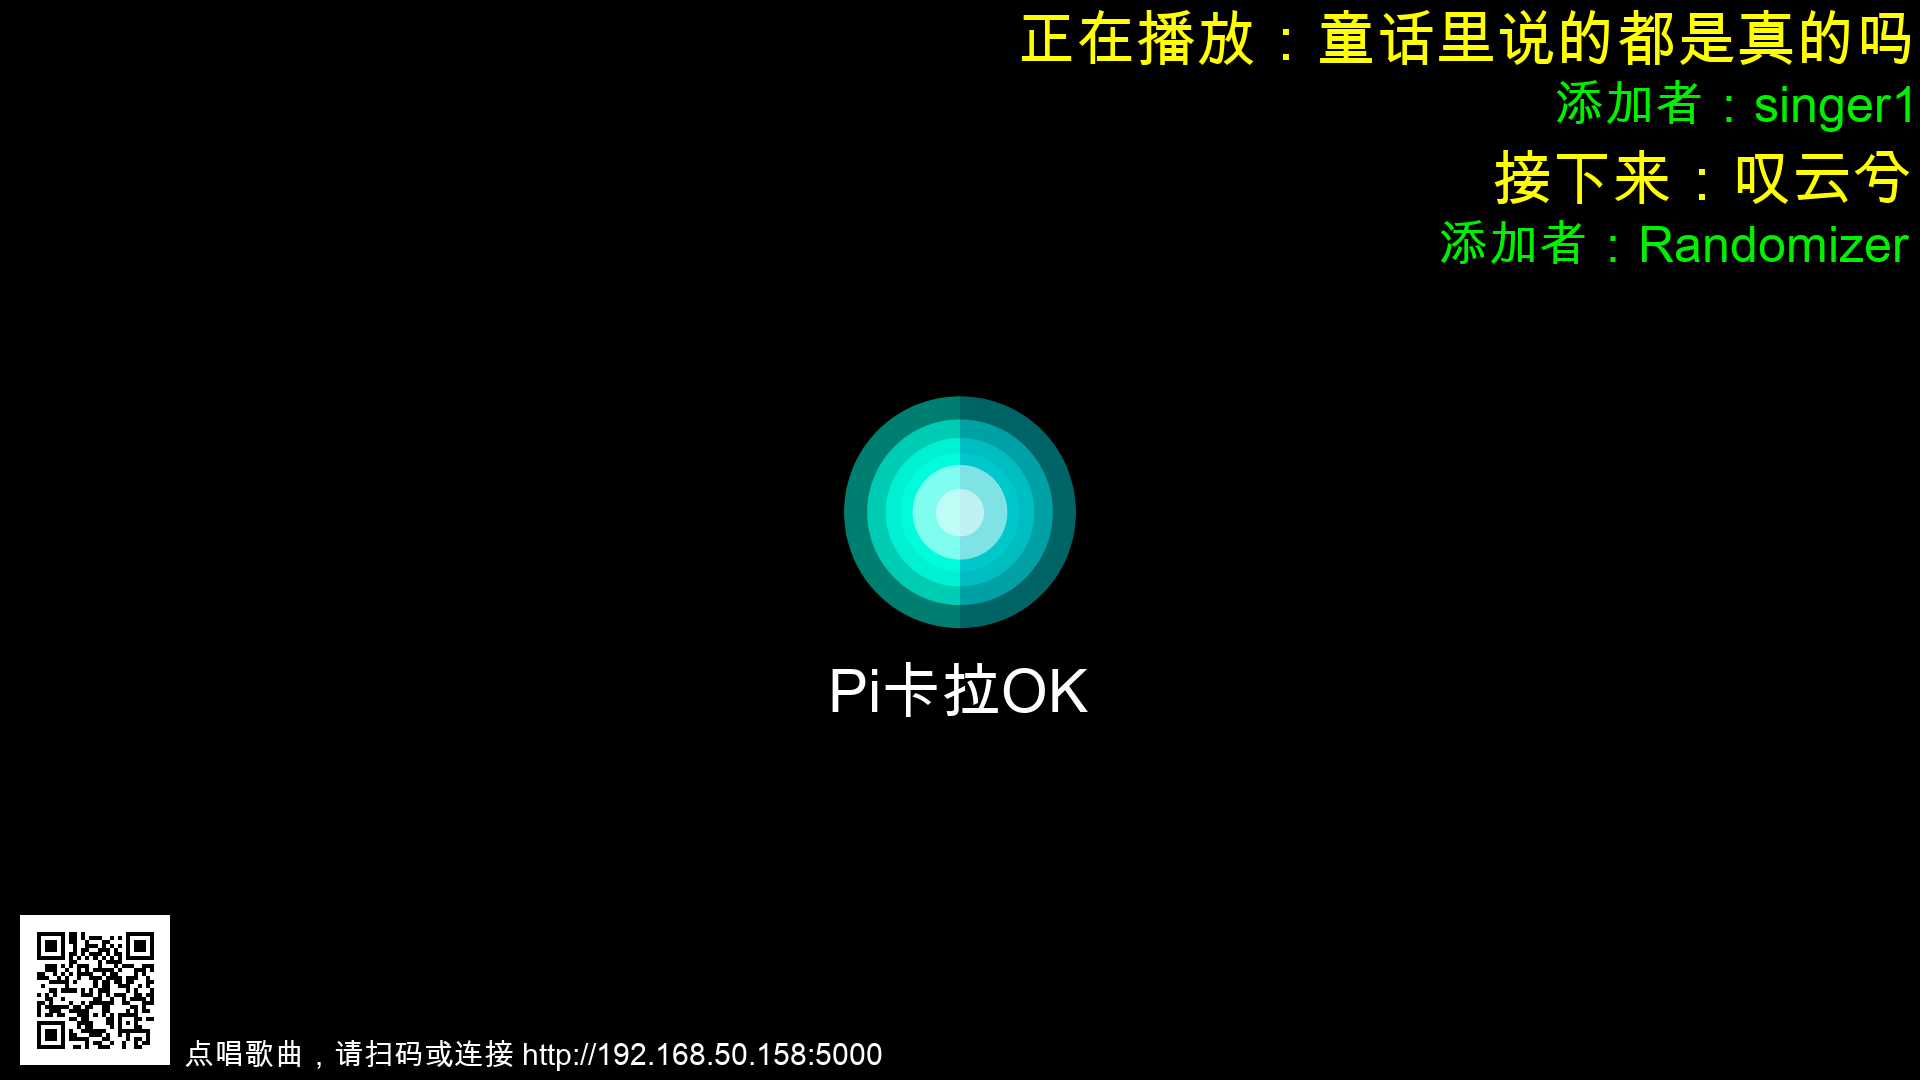 正在播放：童话里说的都是真的吗
添加者：singer1
接下来：叹云兮
添加者：Randomizer
Pi卡拉OK
点唱歌曲，请扫码或连接 http://192.168.50.158:5000